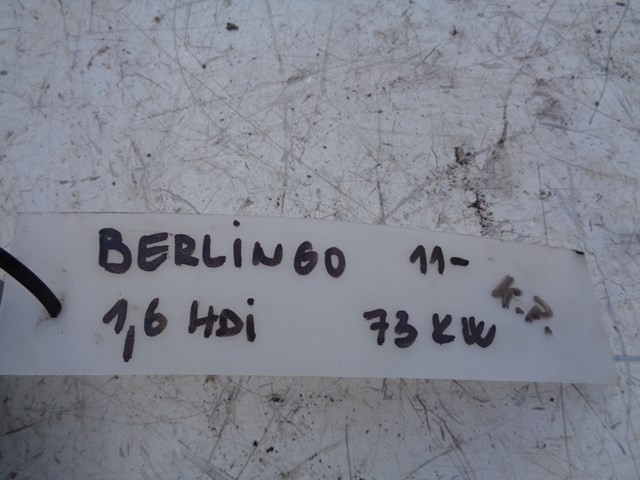 BERLiNGO 11-
1,6 HDi 73 KW
K.P.